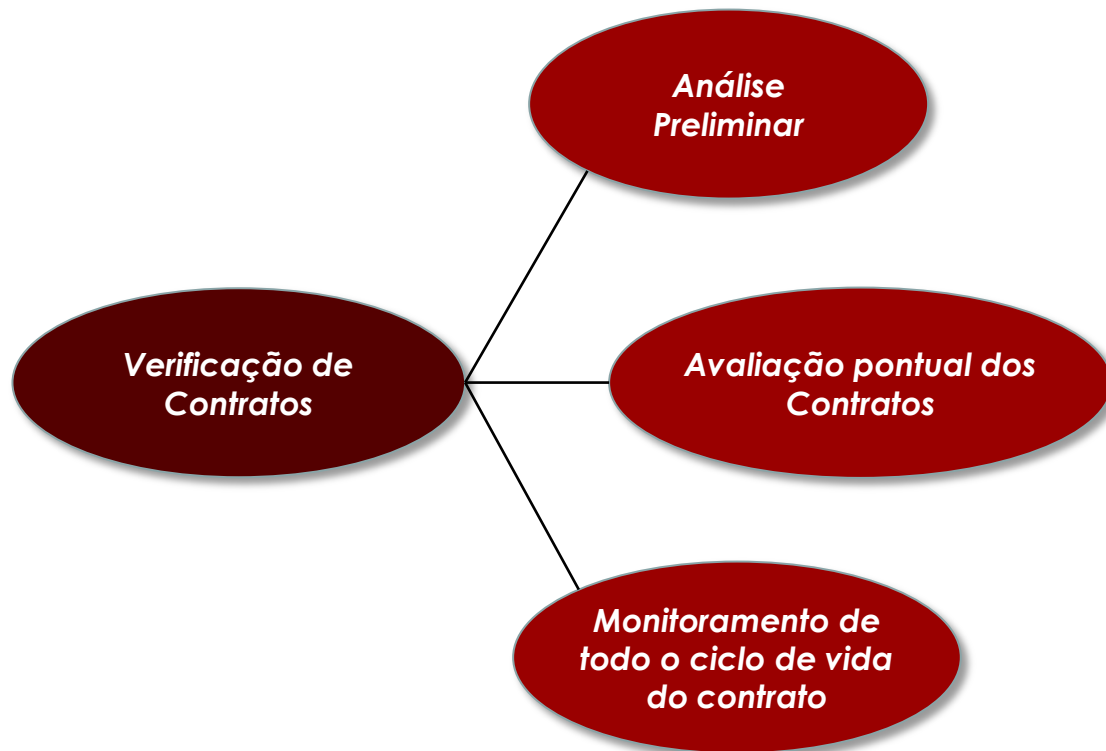 Análise
Preliminar
Verificação de
Contratos
Avaliação pontual dos
Contratos
Monitoramento de
todo o ciclo de vida
do contrato